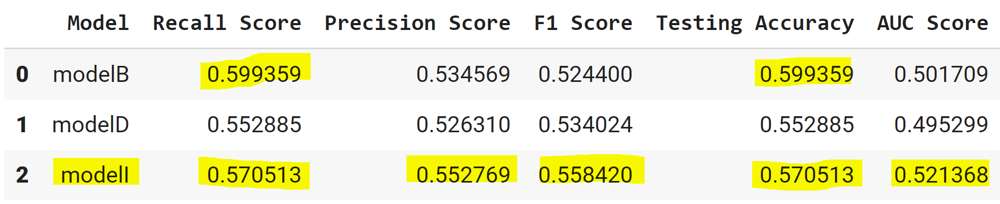 Model Recall Score Precision Score F1 Score Testing Accuracy AUC Score
0 modelB 0.599359 0.534569 0.524400 0.599359 0.501709
1 modelD 0.552885 0.526310 0.534024 0.552885 0.495299
2 modelI 0.570513 0.552769 0.558420 0.570513 0.521368